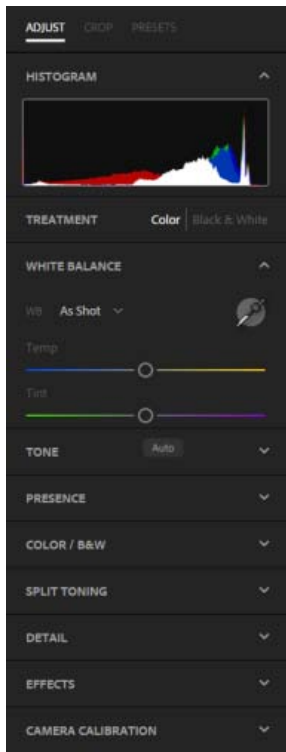 ADJUST CROP PRESETS
HISTOGRAM
TREATMENT Color Black & White
WHITE BALANCE
WB As Shot
Temp
Tint
TONE Auto
PRESENCE
COLOR / B&W
SPLIT TONING
DETAIL
EFFECTS
CAMERA CALIBRATION